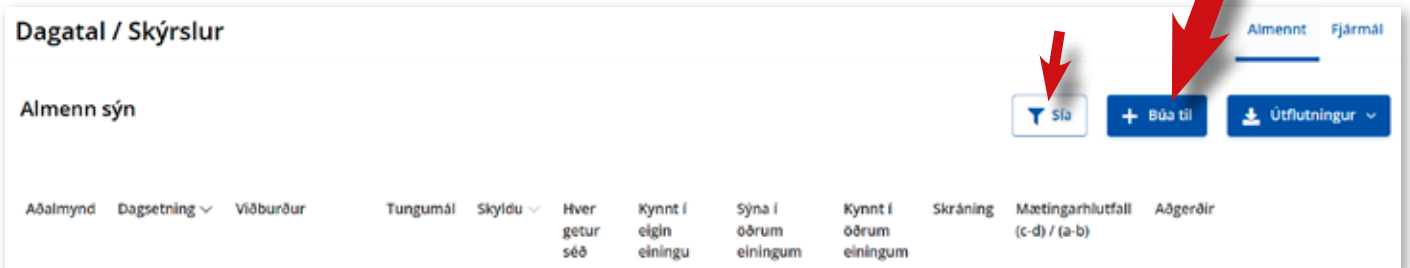 Dagatal / Skýrslur
Almennt Fjármál
Almenn sýn
Sía
+ Búa til
Útflutningur
Aðalmynd Dagsetning Viðburður Tungumál Skyldu Hver Kynnt í Sýna í Kynnt í Skráning Mætingarhlutfall Aðgerðir
getur eigin öðrum öðrum (c-d) / (a-b)
séð einingu einingum einingum